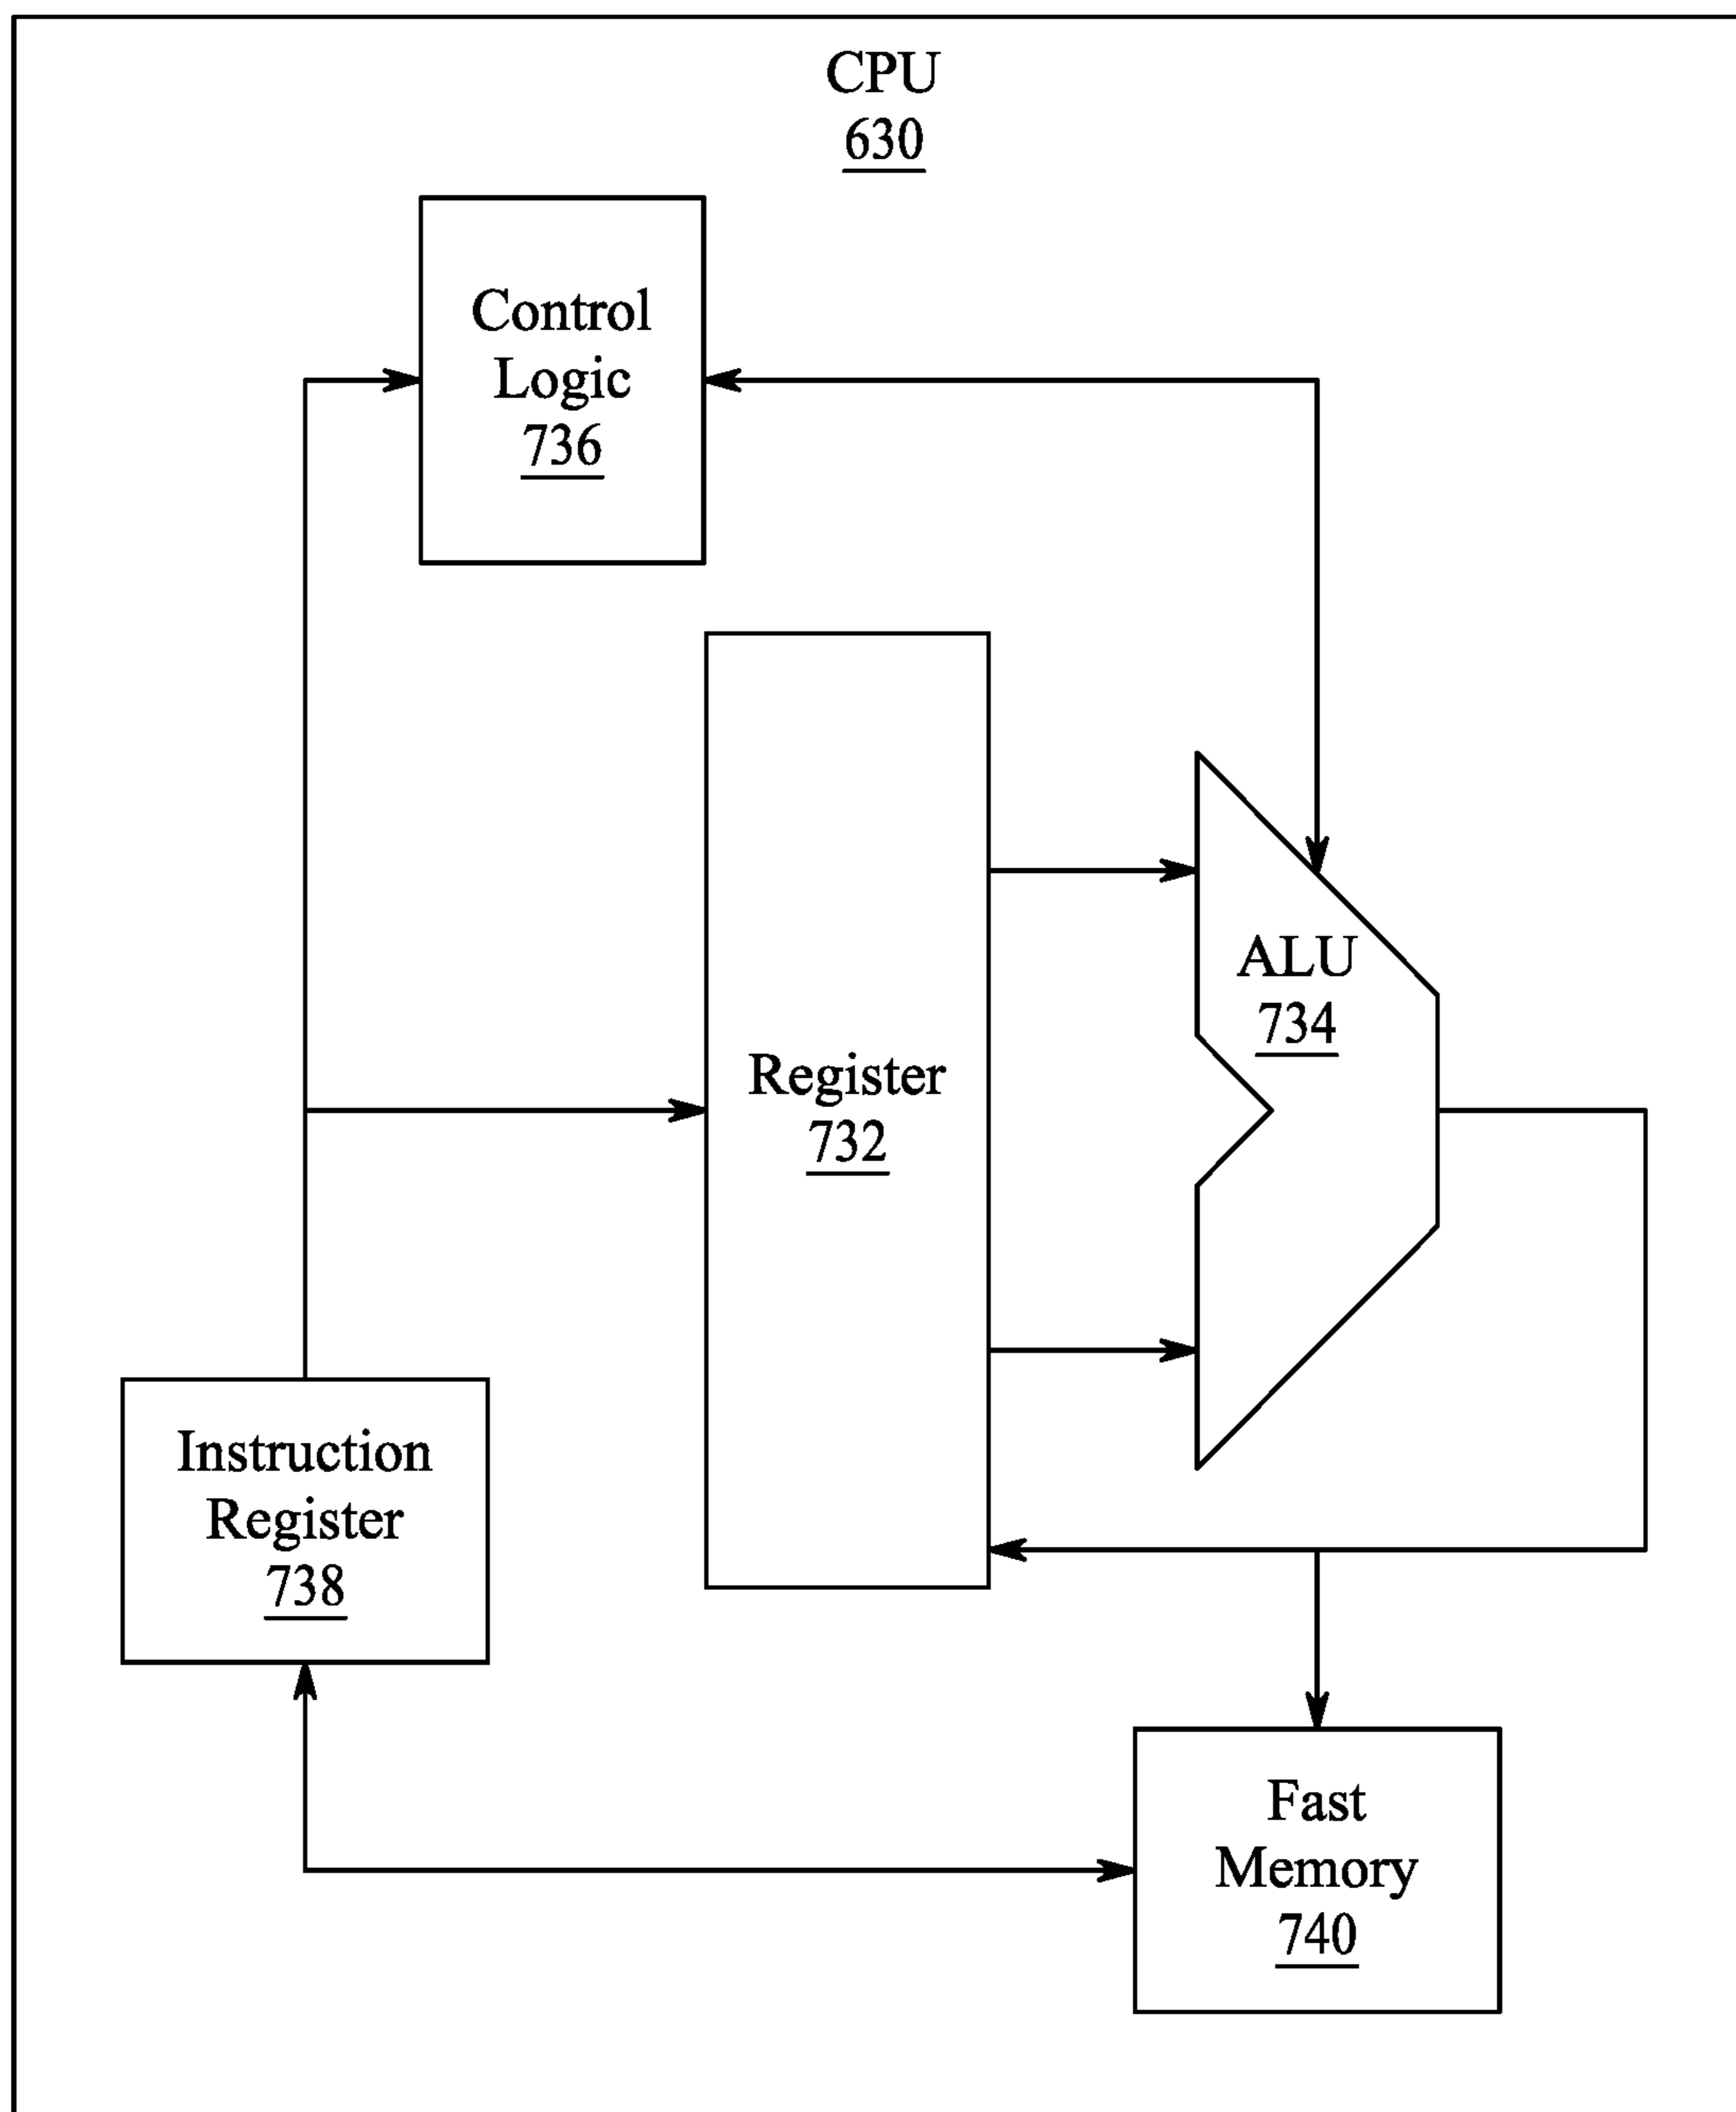 CPU
630
Control
Logic
736
ALU
734
Register
732
Instruction
Register
738
Fast
Memory
740